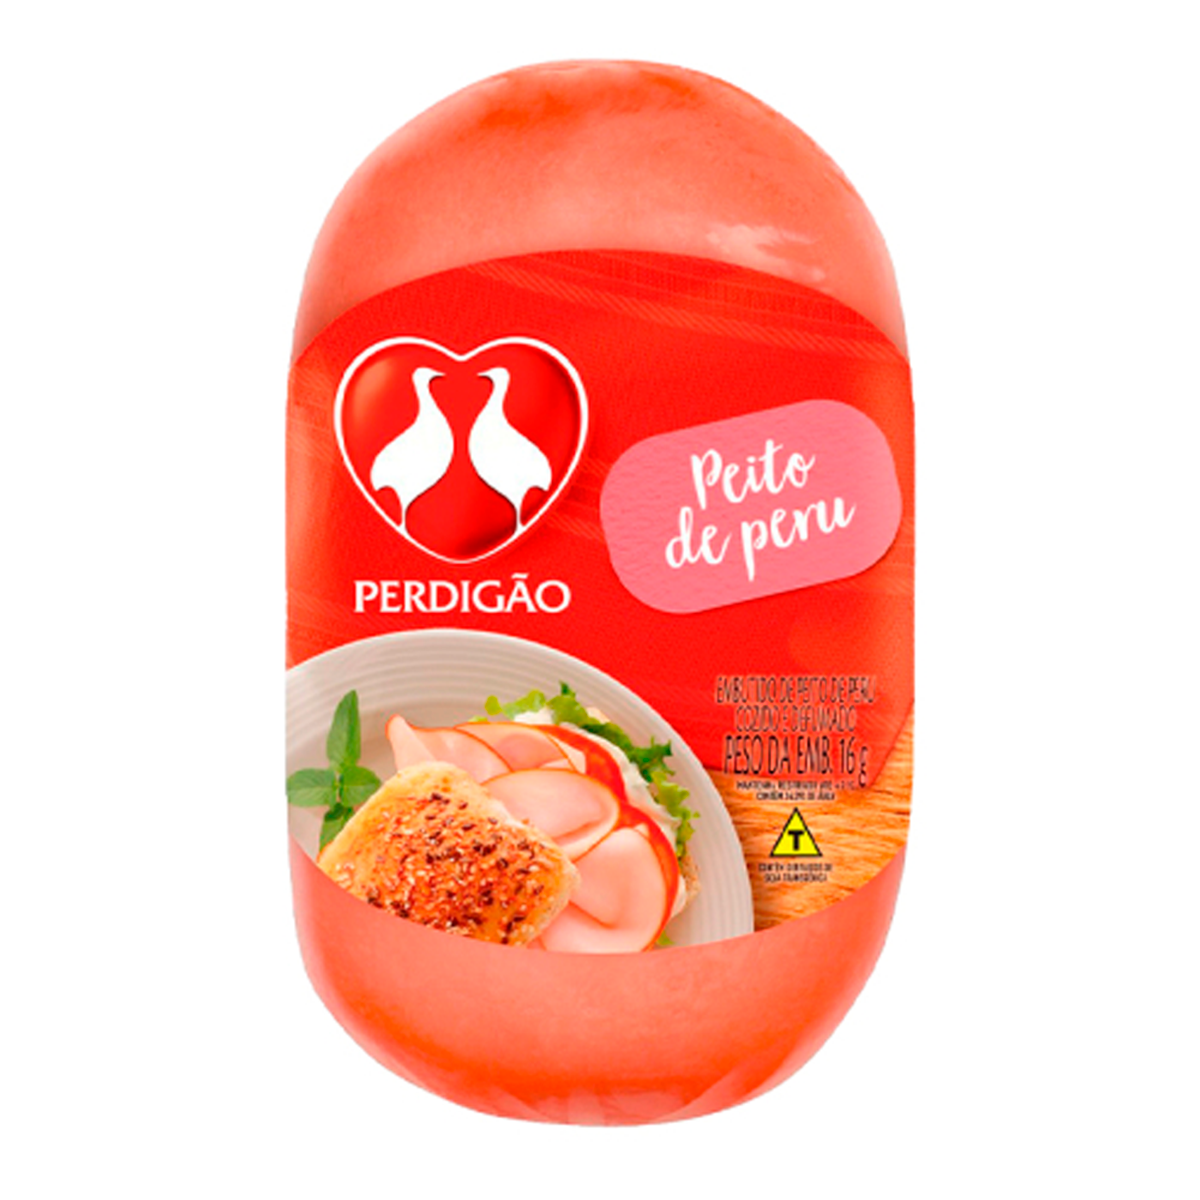 PERDIGÃO
Peito
de peru
EMBUTIDO DE PEITO DE PERU
COZIDO E DEFUMADO
PESO DA EMB. 16 g
T